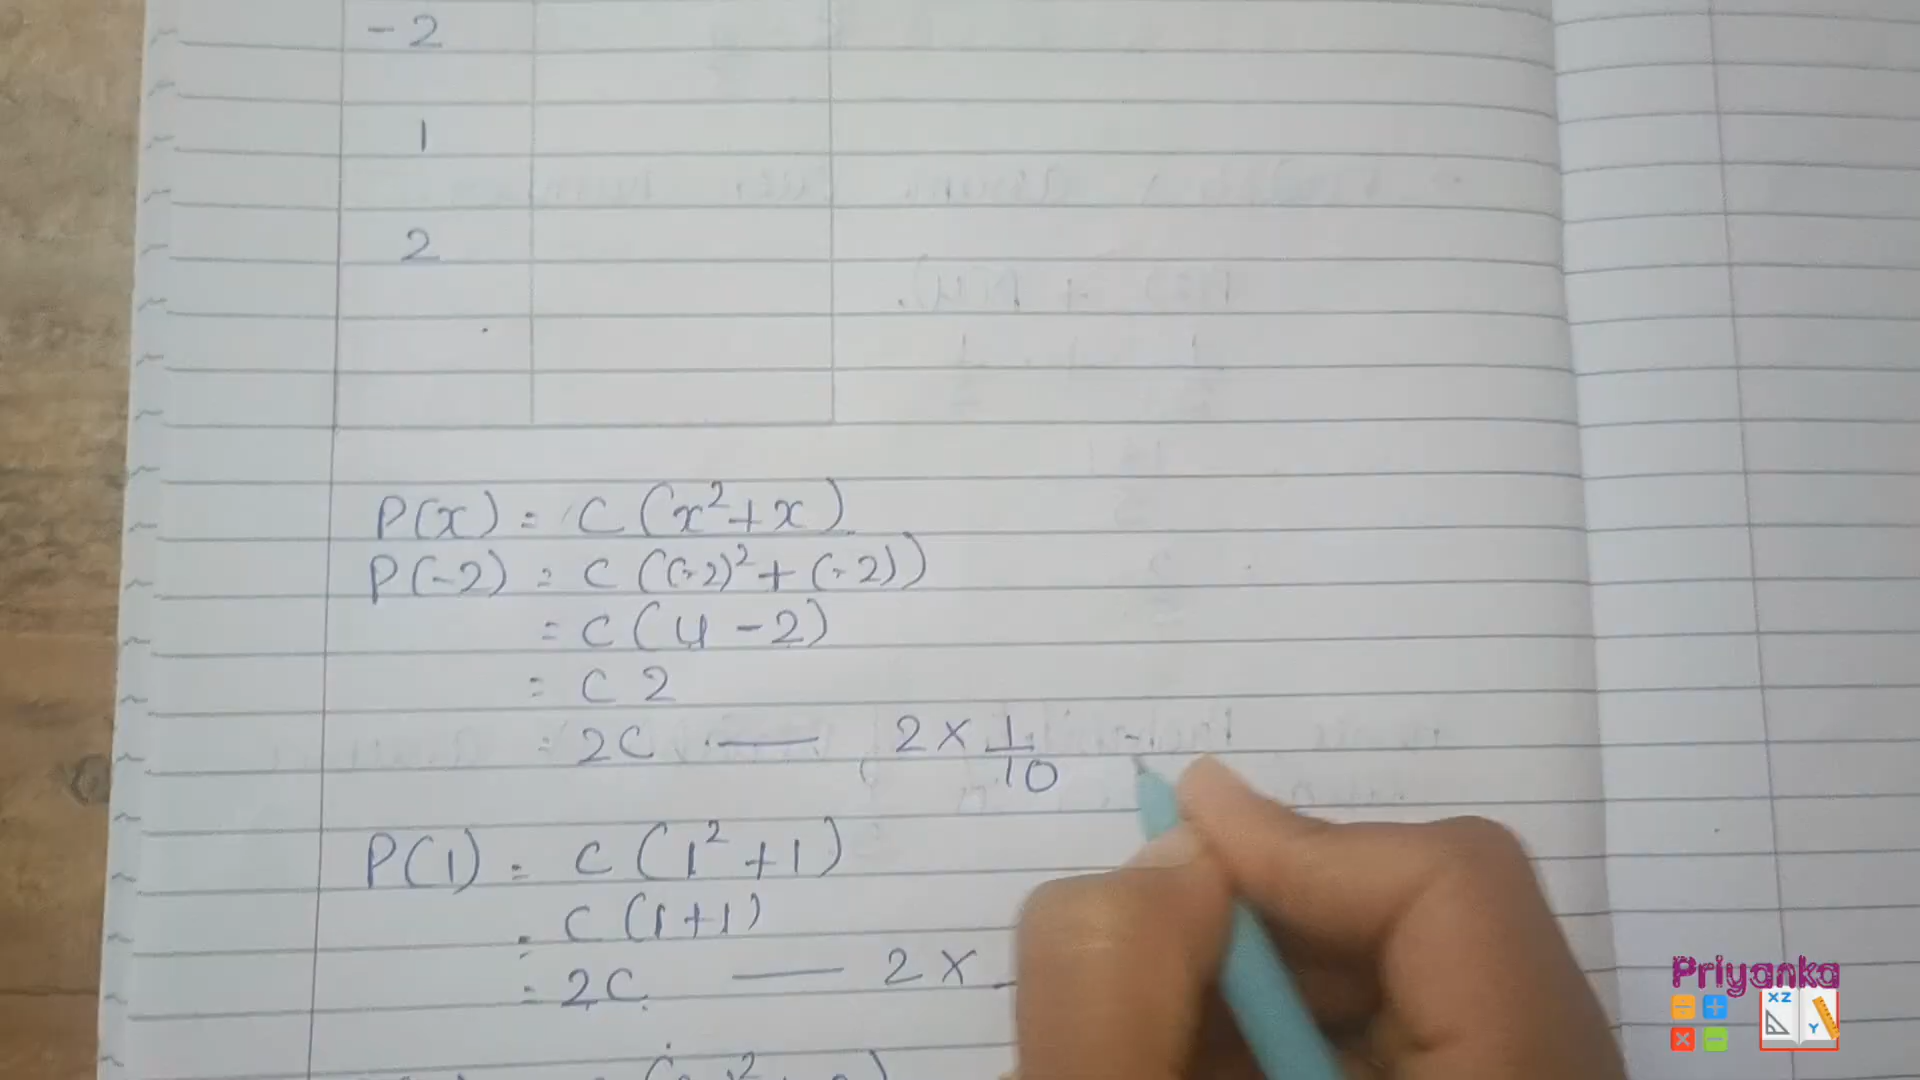 -2
1
2
P(x) = C(x²+x)
P(-2) = C((-2)²+(-2))
= C(4-2)
= C 2
= 2C — 2 × 1/10 =
P(1) = C(1²+1)
= C(1+1)
= 2C — 2 ×
Priyanka
XZ
Y